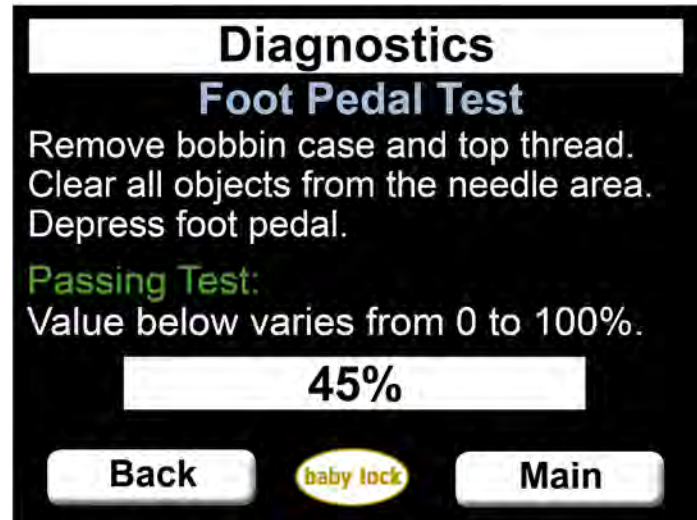 Diagnostics
Foot Pedal Test
Remove bobbin case and top thread.
Clear all objects from the needle area.
Depress foot pedal.
Passing Test:
Value below varies from 0 to 100%.
45%
Back
baby lock
Main